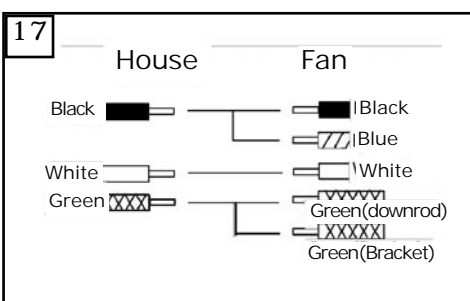 17
House Fan
Black Black
Blue
White White
Green Green(downrod)
Green(Bracket)